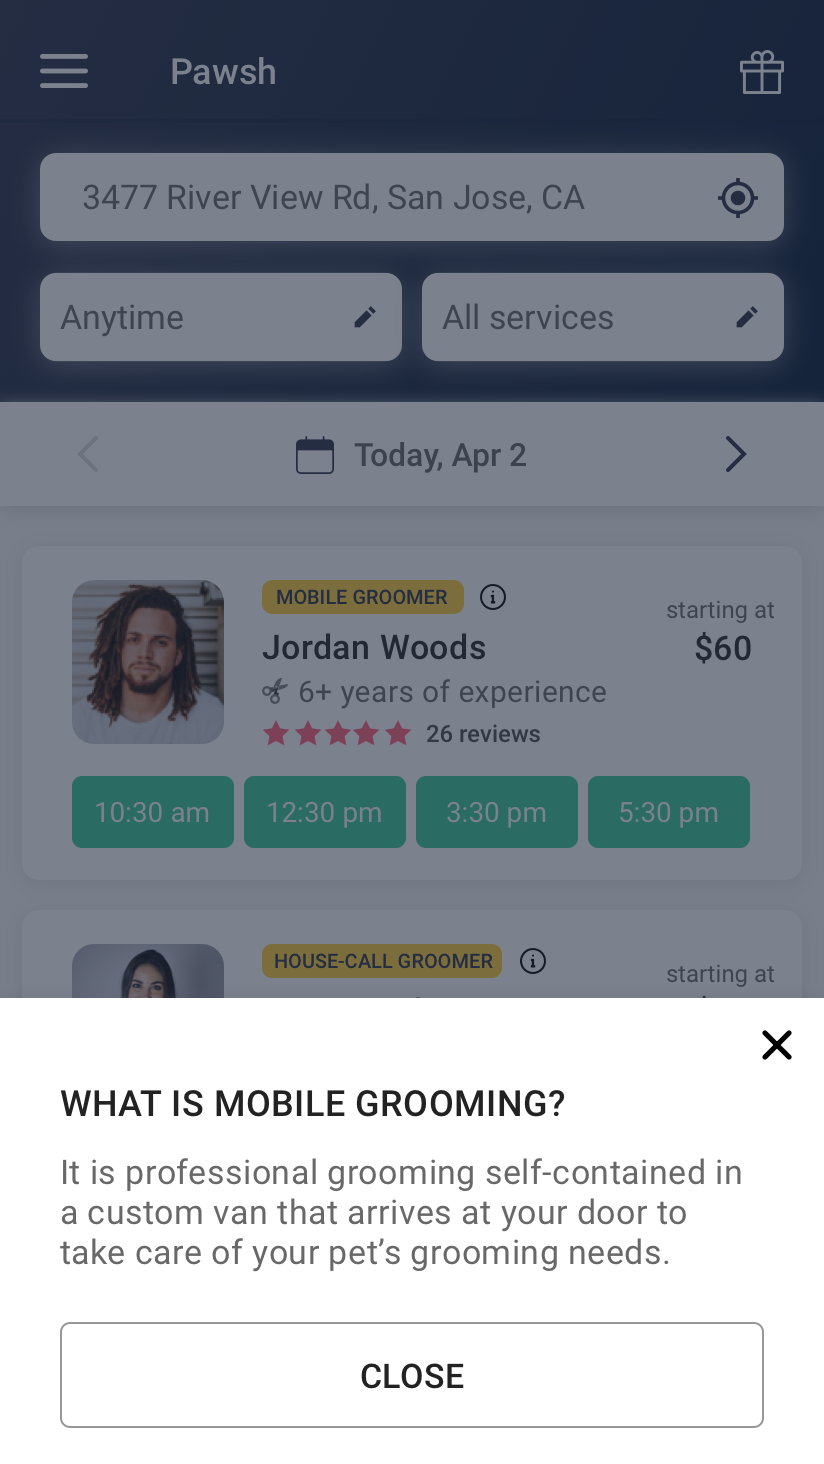 Pawsh
3477 River View Rd, San Jose, CA
Anytime
All services
Today, Apr 2
MOBILE GROOMER
starting at
Jordan Woods
$60
6+ years of experience
26 reviews
10:30 am
12:30 pm
3:30 pm
5:30 pm
HOUSE-CALL GROOMER
starting at
WHAT IS MOBILE GROOMING?
It is professional grooming self-contained in
a custom van that arrives at your door to
take care of your pet’s grooming needs.
CLOSE